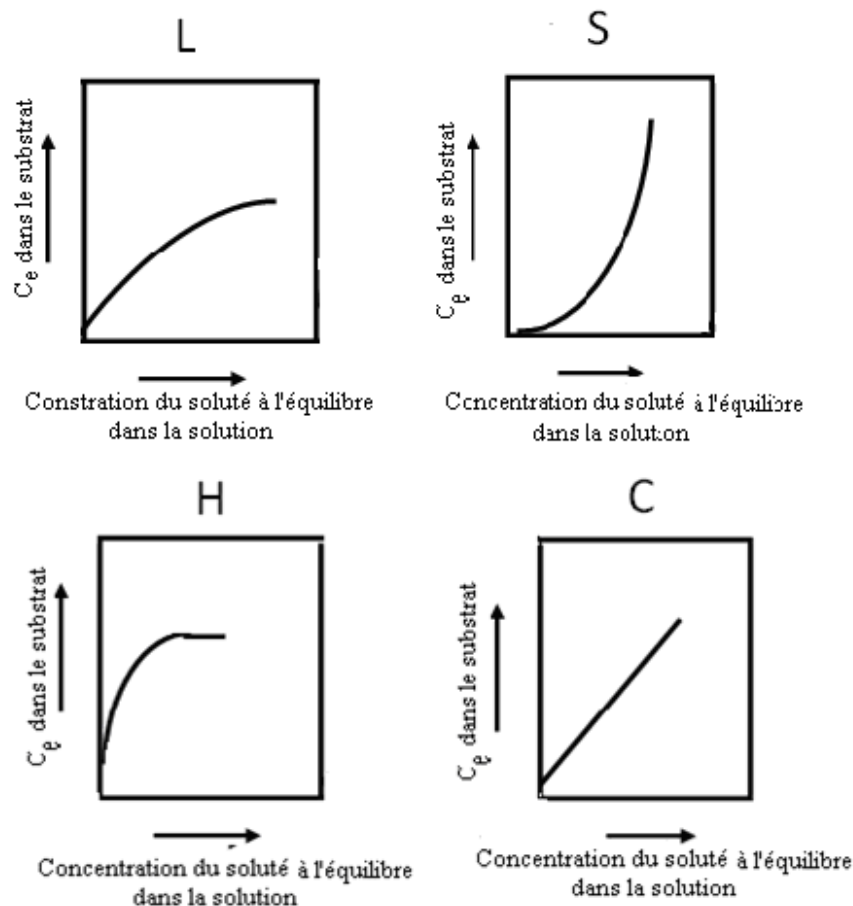 L
Ce dans le substrat
Constration du soluté à l'équilibre
dans la solution
S
Ce dans le substrat
Concentration du soluté à l'équilibre
dans la solution
H
Ce dans le substrat
Concentration du soluté à l'équilibre
dans la solution
C
Ce dans le substrat
Concentration du soluté à l'équilibre
dans la solution